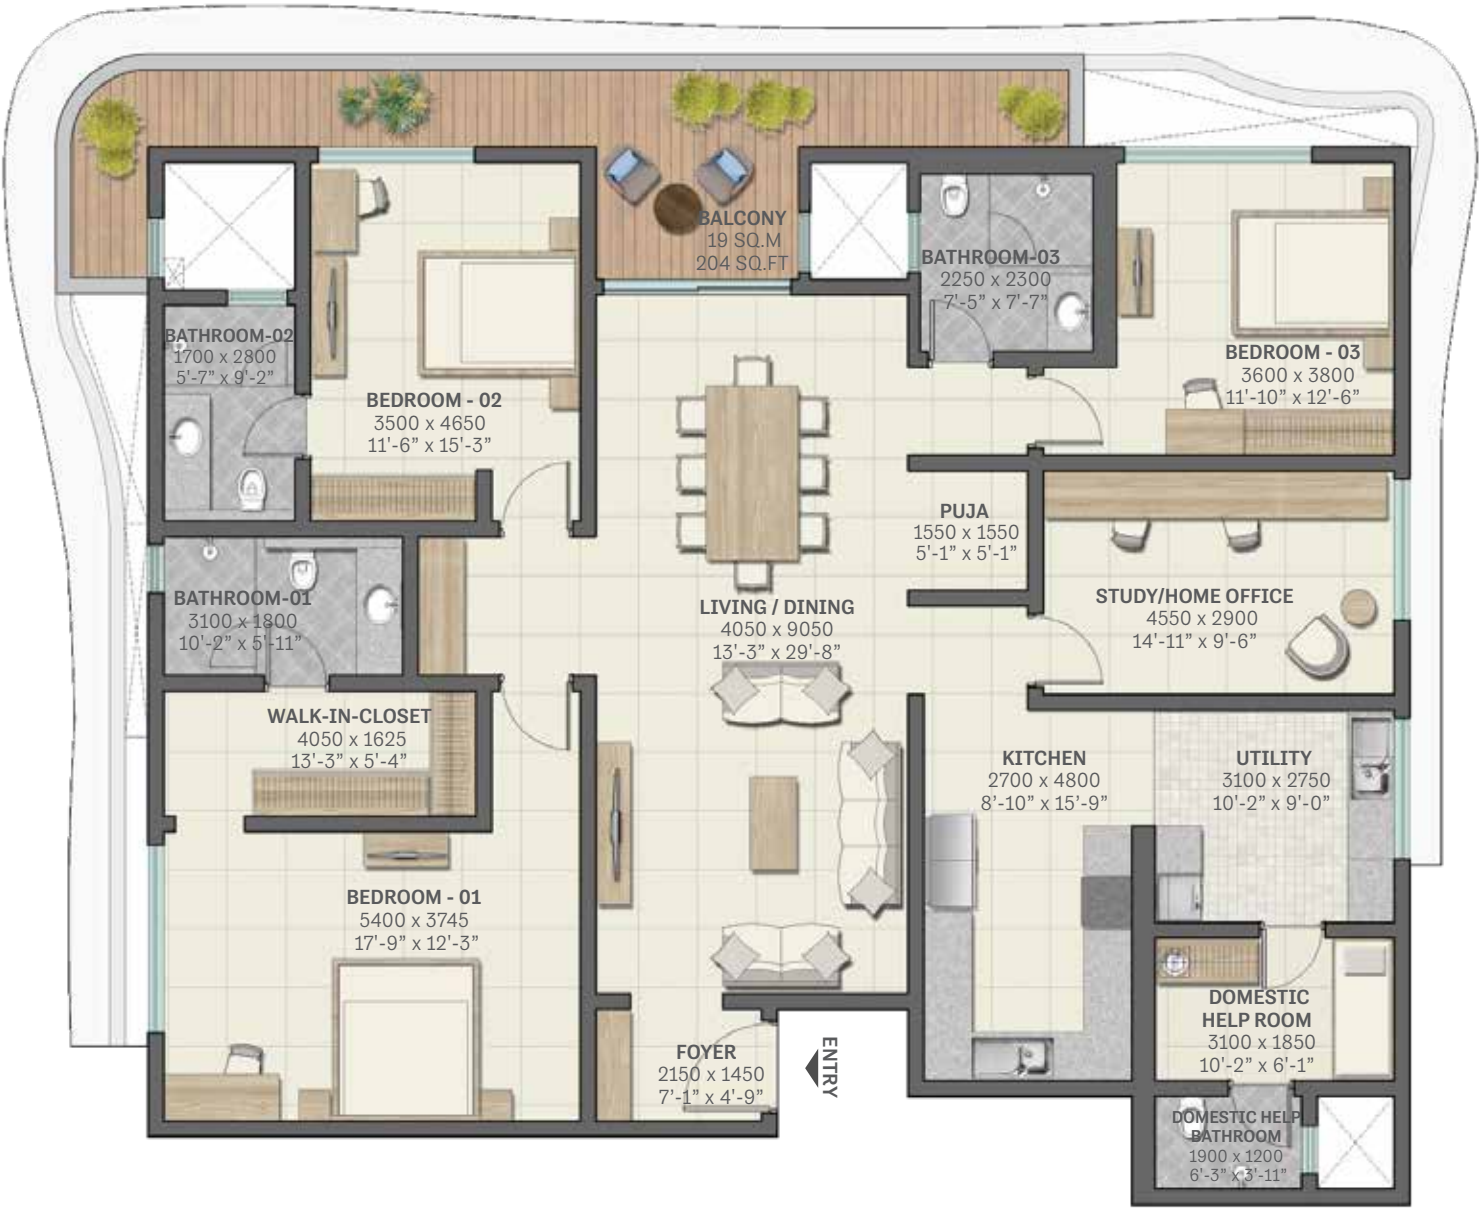 BALCONY
19 SQ.M
204 SQ.FT
BATHROOM-03
2250 x 2300
7'-5" x 7'-7"
BATHROOM-02
1700 x 2800
5'-7" x 9'-2"
BEDROOM - 02
3500 x 4650
11'-6" x 15'-3"
BEDROOM - 03
3600 x 3800
11'-10" x 12'-6"
PUJA
1550 x 1550
5'-1" x 5'-1"
BATHROOM-01
3100 x 1800
10'-2" x 5'-11"
LIVING / DINING
4050 x 9050
13'-3" x 29'-8"
STUDY/HOME OFFICE
4550 x 2900
14'-11" x 9'-6"
WALK-IN-CLOSET
4050 x 1625
13'-3" x 5'-4"
KITCHEN
2700 x 4800
8'-10" x 15'-9"
UTILITY
3100 x 2750
10'-2" x 9'-0"
BEDROOM - 01
5400 x 3745
17'-9" x 12'-3"
DOMESTIC
HELP ROOM
3100 x 1850
10'-2" x 6'-1"
FOYER
2150 x 1450
7'-1" x 4'-9"
ENTRY
DOMESTIC HELP
BATHROOM
1900 x 1200
6'-3" x 3'-11"